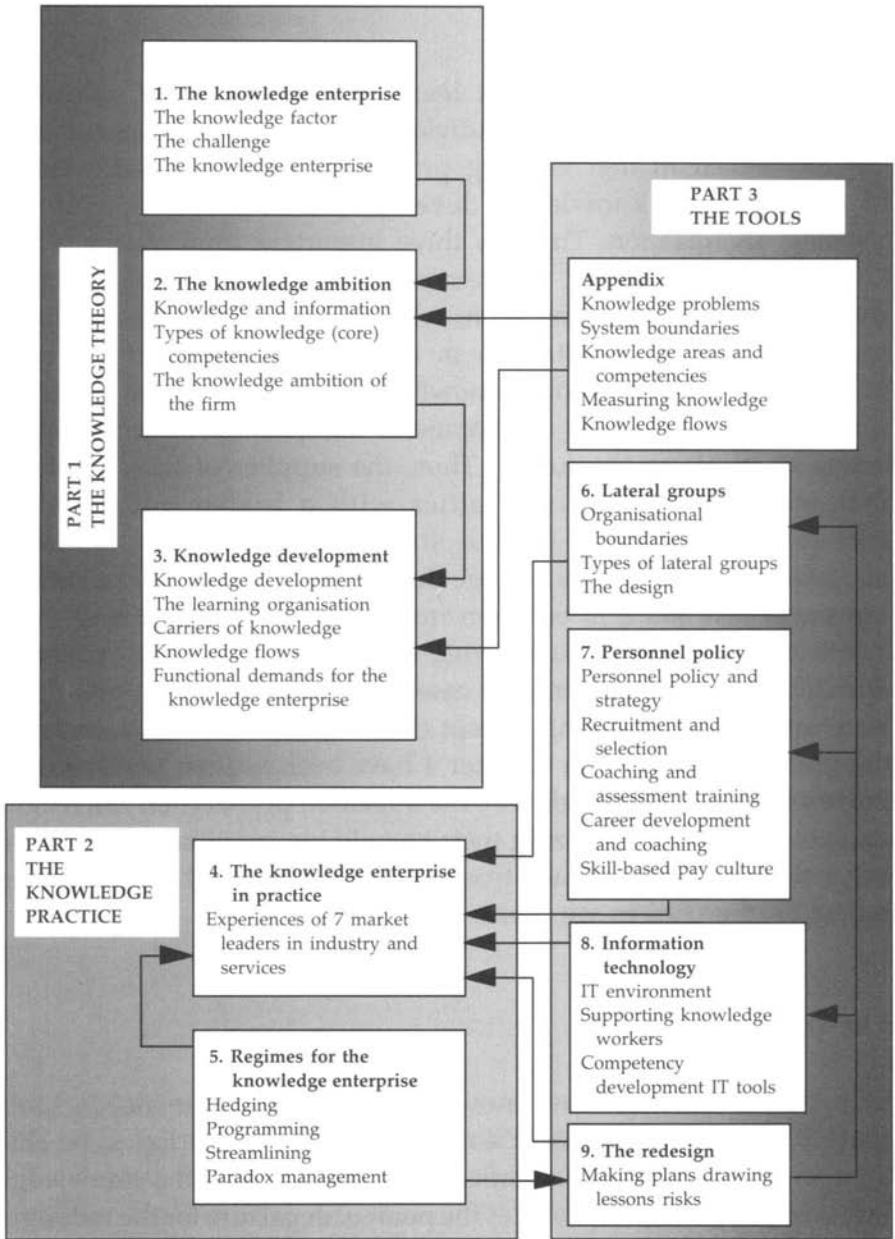 PART 1
THE KNOWLEDGE THEORY
1. The knowledge enterprise
The knowledge factor
The challenge
The knowledge enterprise
2. The knowledge ambition
Knowledge and information
Types of knowledge (core)
competencies
The knowledge ambition of
the firm
3. Knowledge development
Knowledge development
The learning organisation
Carriers of knowledge
Knowledge flows
Functional demands for the
knowledge enterprise
PART 2
THE
KNOWLEDGE
PRACTICE
4. The knowledge enterprise
in practice
Experiences of 7 market
leaders in industry and
services
5. Regimes for the
knowledge enterprise
Hedging
Programming
Streamlining
Paradox management
PART 3
THE TOOLS
Appendix
Knowledge problems
System boundaries
Knowledge areas and
competencies
Measuring knowledge
Knowledge flows
6. Lateral groups
Organisational
boundaries
Types of lateral groups
The design
7. Personnel policy
Personnel policy and
strategy
Recruitment and
selection
Coaching and
assessment training
Career development
and coaching
Skill-based pay culture
8. Information
technology
IT environment
Supporting knowledge
workers
Competency
development IT tools
9. The redesign
Making plans drawing
lessons risks